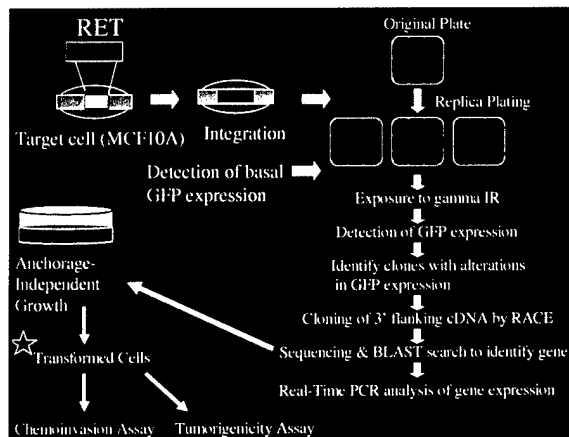 RET
Target cell (MCF10A)
Integration
Original Plate
Replica Plating
Detection of basal
GFP expression
Exposure to gamma IR
Detection of GFP expression
Identify clones with alterations
in GFP expression
Cloning of 3' flanking cDNA by RACE
Sequencing & BLAST search to identify gene
Real-Time PCR analysis of gene expression
Anchorage-
Independent
Growth
Transformed Cells
Chemoinvasion Assay
Tumorigenicity Assay